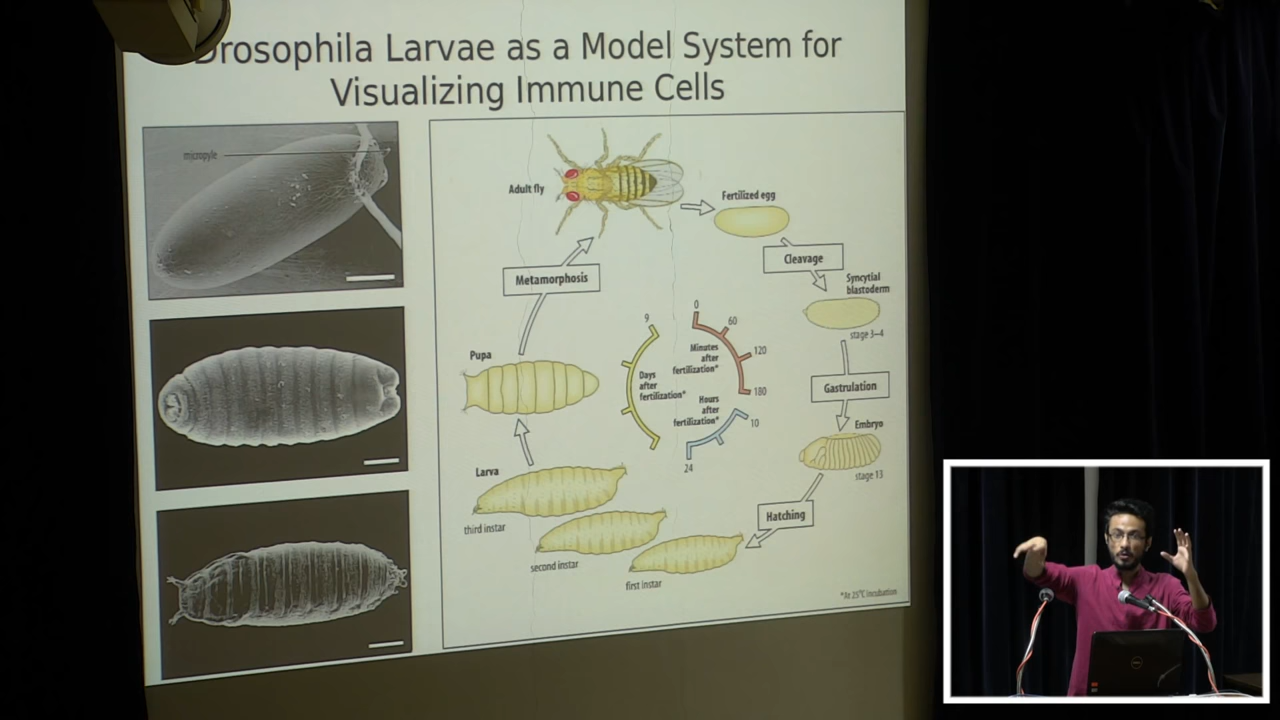 Drosophila Larvae as a Model System for
Visualizing Immune Cells
micropyle
Adult fly
Fertilized egg
Cleavage
Syncytial
blastoderm
stage 3–4
Metamorphosis
Gastrulation
Pupa
Embryo
stage 13
9
Days
after
fertilization*
0
60
120
180
Minutes
after
fertilization*
Hours
after
fertilization*
10
24
Larva
third instar
second instar
first instar
Hatching
*At 25°C incubation
DELL